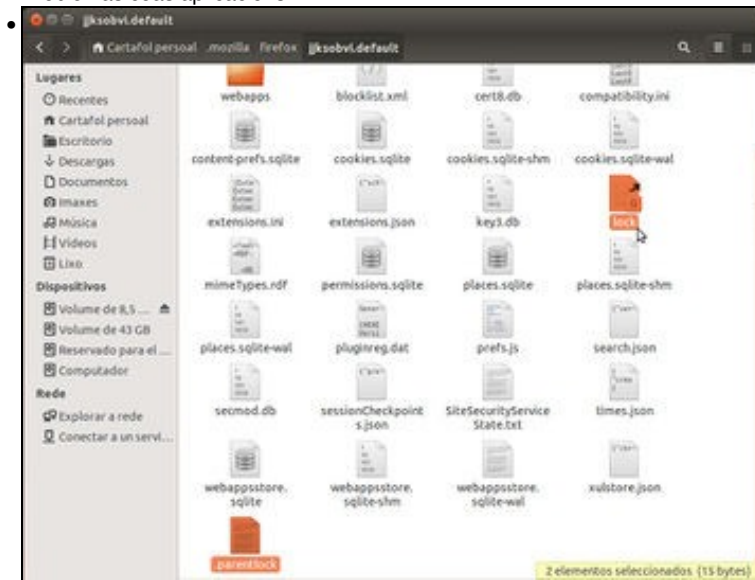 jjksobvi.default
Cartafol persoal .mozilla firefox jjksobvi.default
Lugares
Recentes
Cartafol persoal
Escritorio
Descargas
Documentos
Imaxes
Música
Vídeos
Lixo
Dispositivos
Volume de 8,5 ...
Volume de 43 GB
Reservado para el ...
Computador
Rede
Explorar a rede
Conectar a un servi...
webapps blocklist.xml cert8.db compatibility.ini
content-prefs.sqlite cookies.sqlite cookies.sqlite-shm cookies.sqlite-wal
extensions.ini extensions.json key3.db lock
mimeTypes.rdf permissions.sqlite places.sqlite places.sqlite-shm
places.sqlite-wal pluginreg.dat prefs.js search.json
secmod.db sessionCheckpoint SiteSecurityService times.json
s.json State.txt
webappsstore. webappsstore. webappsstore. xulstore.json
sqlite sqlite-shm sqlite-wal
.parentlock
2 elementos seleccionados (15 bytes)